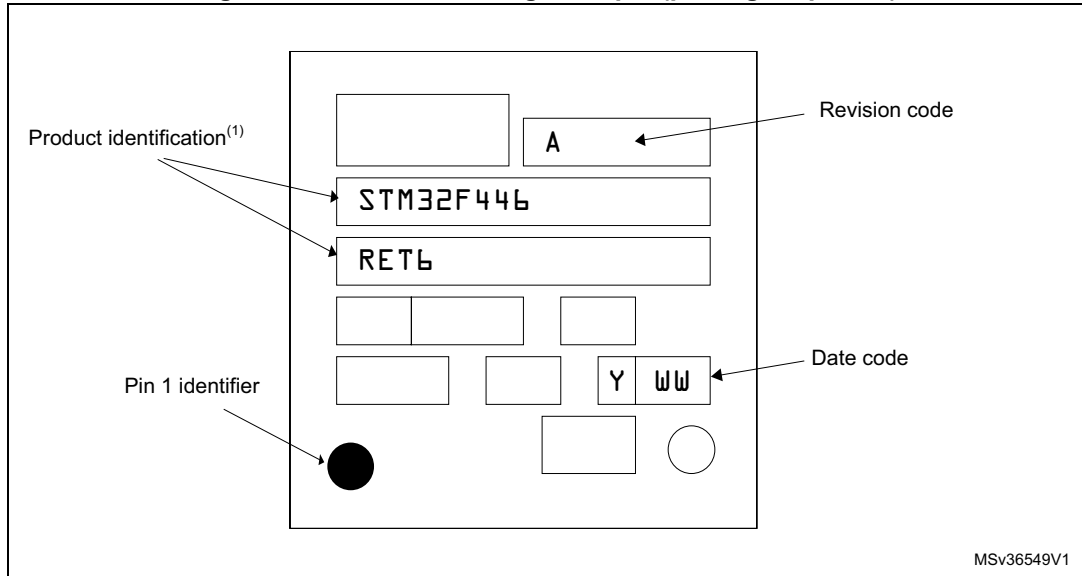 Revision code
Product identification(1)
A
STM32F446
RET6
Date code
Y WW
Pin 1 identifier
MSv36549V1